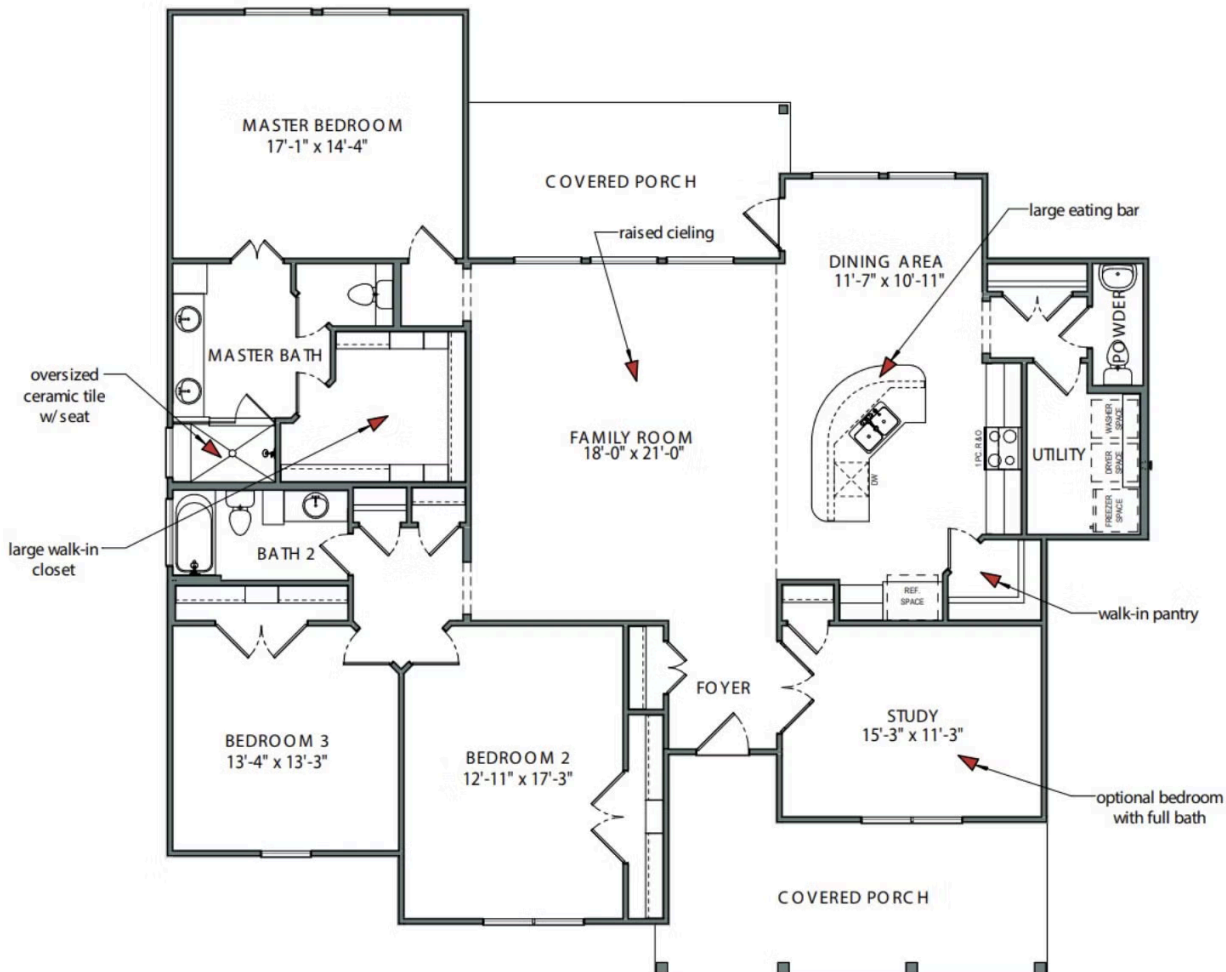 MASTER BEDROOM
17'-1" x 14'-4"
COVERED PORCH
large eating bar
raised cieling
DINING AREA
11'-7" x 10'-11"
POWDER
MASTER BATH
oversized
ceramic tile
w/ seat
FAMILY ROOM
18'-0" x 21'-0"
1 PC R&O
DW
UTILITY
WASHER
SPACE
DRYER
SPACE
FREEZER
SPACE
large walk-in
closet
BATH 2
REF.
SPACE
walk-in pantry
FOYER
STUDY
15'-3" x 11'-3"
BEDROOM 3
13'-4" x 13'-3"
BEDROOM 2
12'-11" x 17'-3"
optional bedroom
with full bath
COVERED PORCH